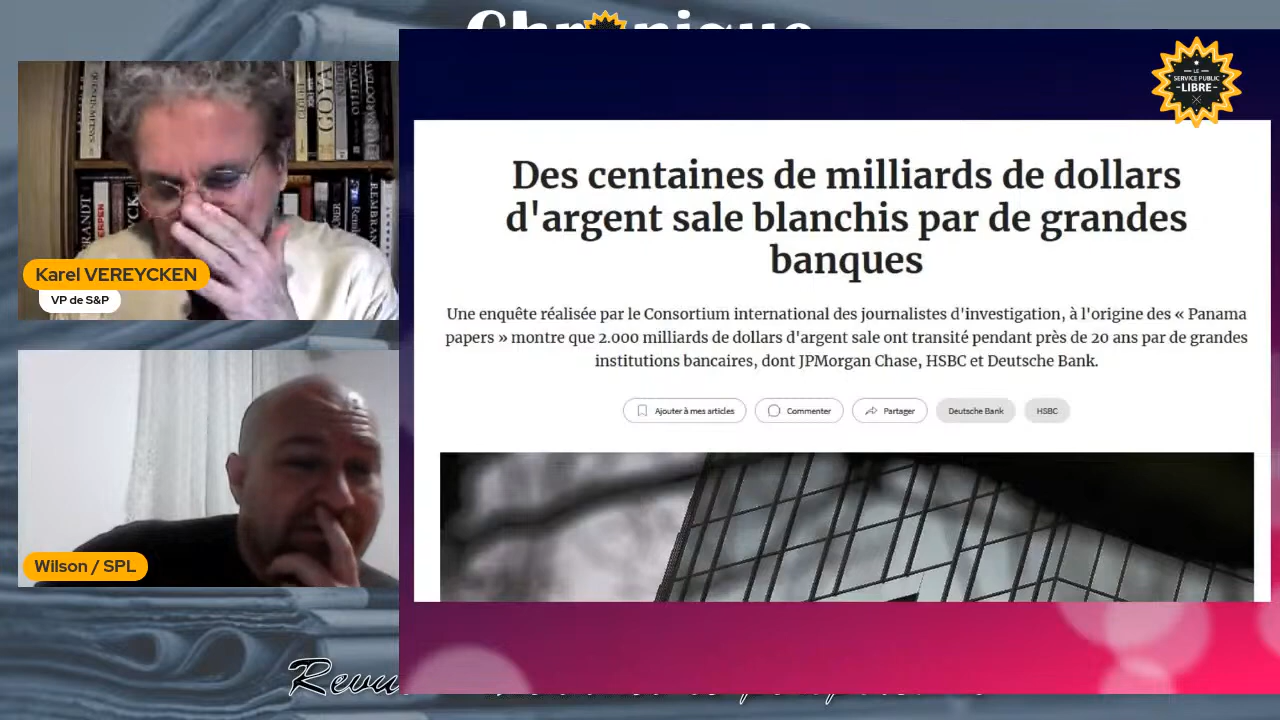 Chronique
LE
SERVICE PUBLIC
LIBRE
Des centaines de milliards de dollars
d'argent sale blanchis par de grandes
banques
Une enquête réalisée par le Consortium international des journalistes d'investigation, à l'origine des « Panama
papers » montre que 2.000 milliards de dollars d'argent sale ont transité pendant près de 20 ans par de grandes
institutions bancaires, dont JPMorgan Chase, HSBC et Deutsche Bank.
Ajouter à mes articles
Commenter
Partager
Deutsche Bank
HSBC
GOYA
Karel VEREYCKEN
VP de S&P
Wilson / SPL